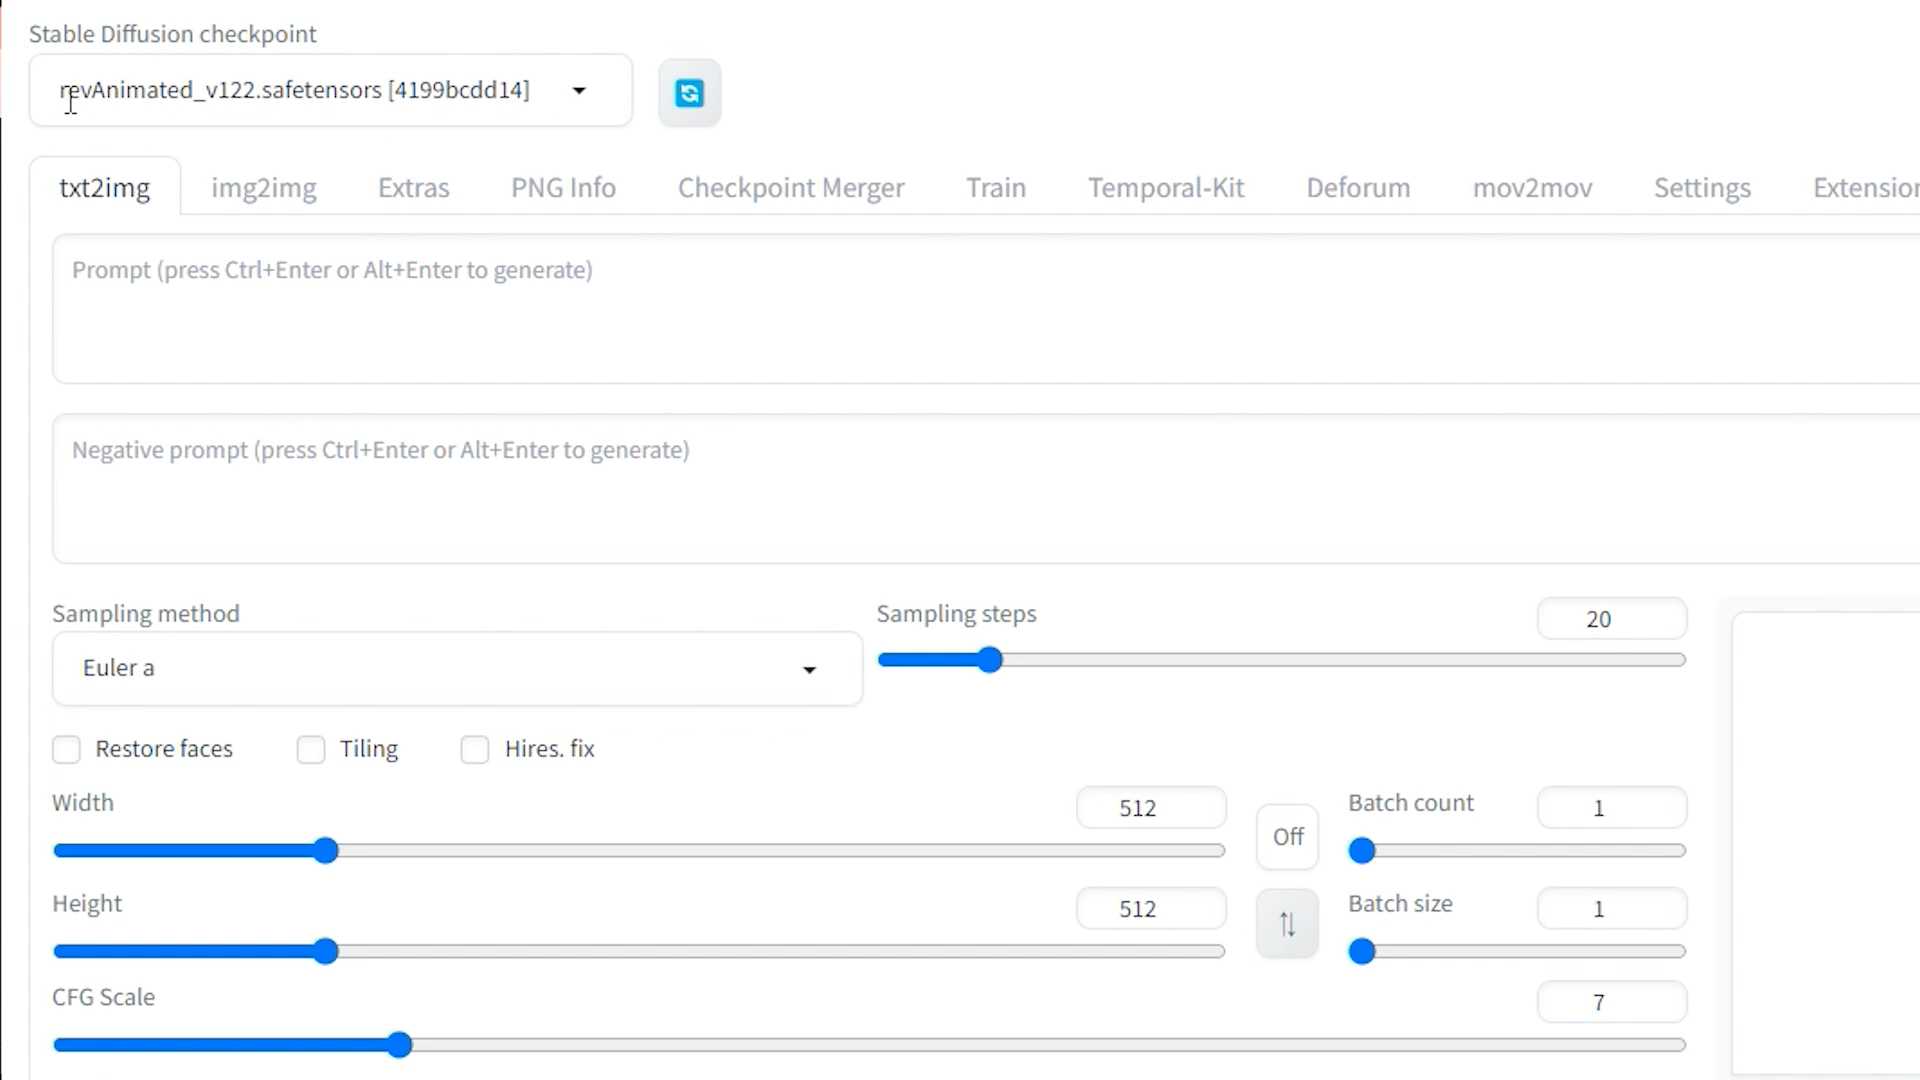 Stable Diffusion checkpoint
revAnimated_v122.safetensors [4199bcdd14]
txt2img img2img Extras PNG Info Checkpoint Merger Train Temporal-Kit Deforum mov2mov Settings Extension
Prompt (press Ctrl+Enter or Alt+Enter to generate)
Negative prompt (press Ctrl+Enter or Alt+Enter to generate)
Sampling method
Euler a
Sampling steps 20
Restore faces Tiling Hires. fix
Width 512
Off
Batch count 1
Height 512
Batch size 1
CFG Scale 7